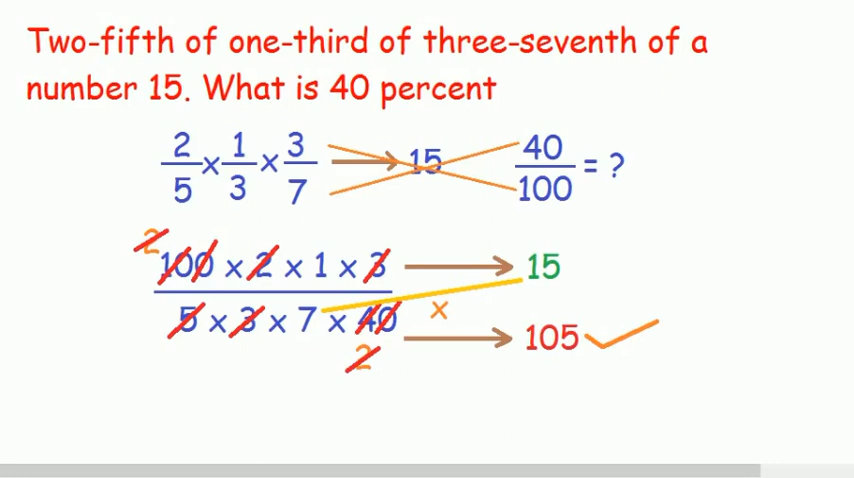 Two-fifth of one-third of three-seventh of a
number 15. What is 40 percent
2/5 x 1/3 x 3/7 → 15 40/100 = ?
2
100 x 2 x 1 x 3 → 15
5 x 3 x 7 x 40 x
2 → 105 ✓